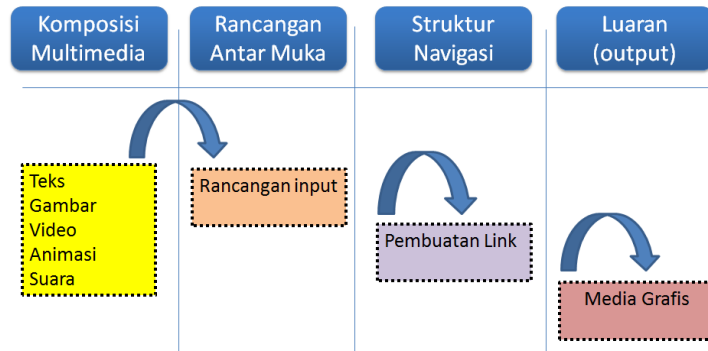 Komposisi
Multimedia
Rancangan
Antar Muka
Struktur
Navigasi
Luaran
(output)
Teks
Gambar
Video
Animasi
Suara
Rancangan input
Pembuatan Link
Media Grafis